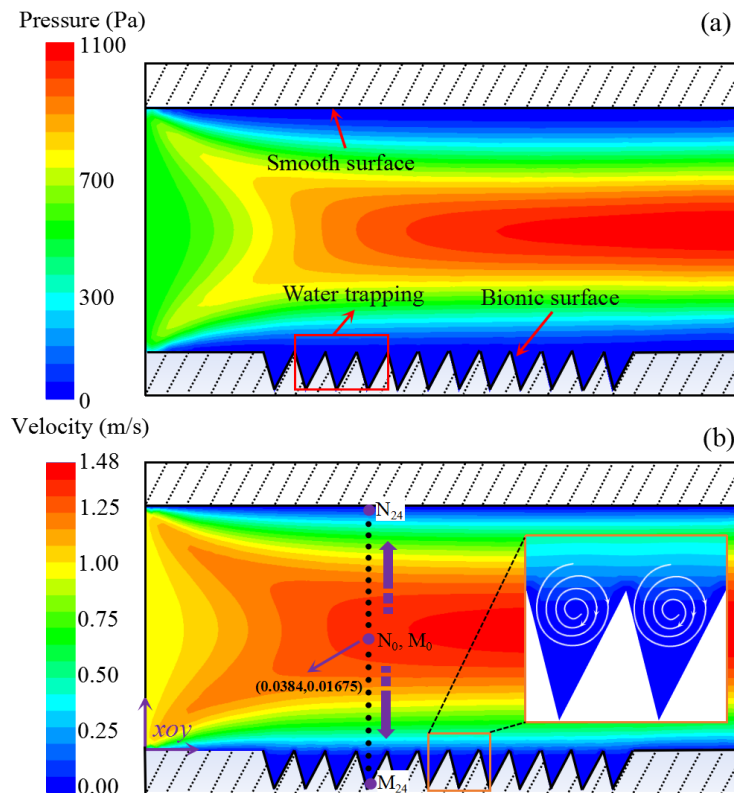 Pressure (Pa)
(a)
1100
700
300
0
Smooth surface
Water trapping
Bionic surface
Velocity (m/s)
(b)
1.48
1.25
1.00
0.75
0.50
0.25
0.00
N24
N0, M0
(0.0384,0.01675)
xoy
M24